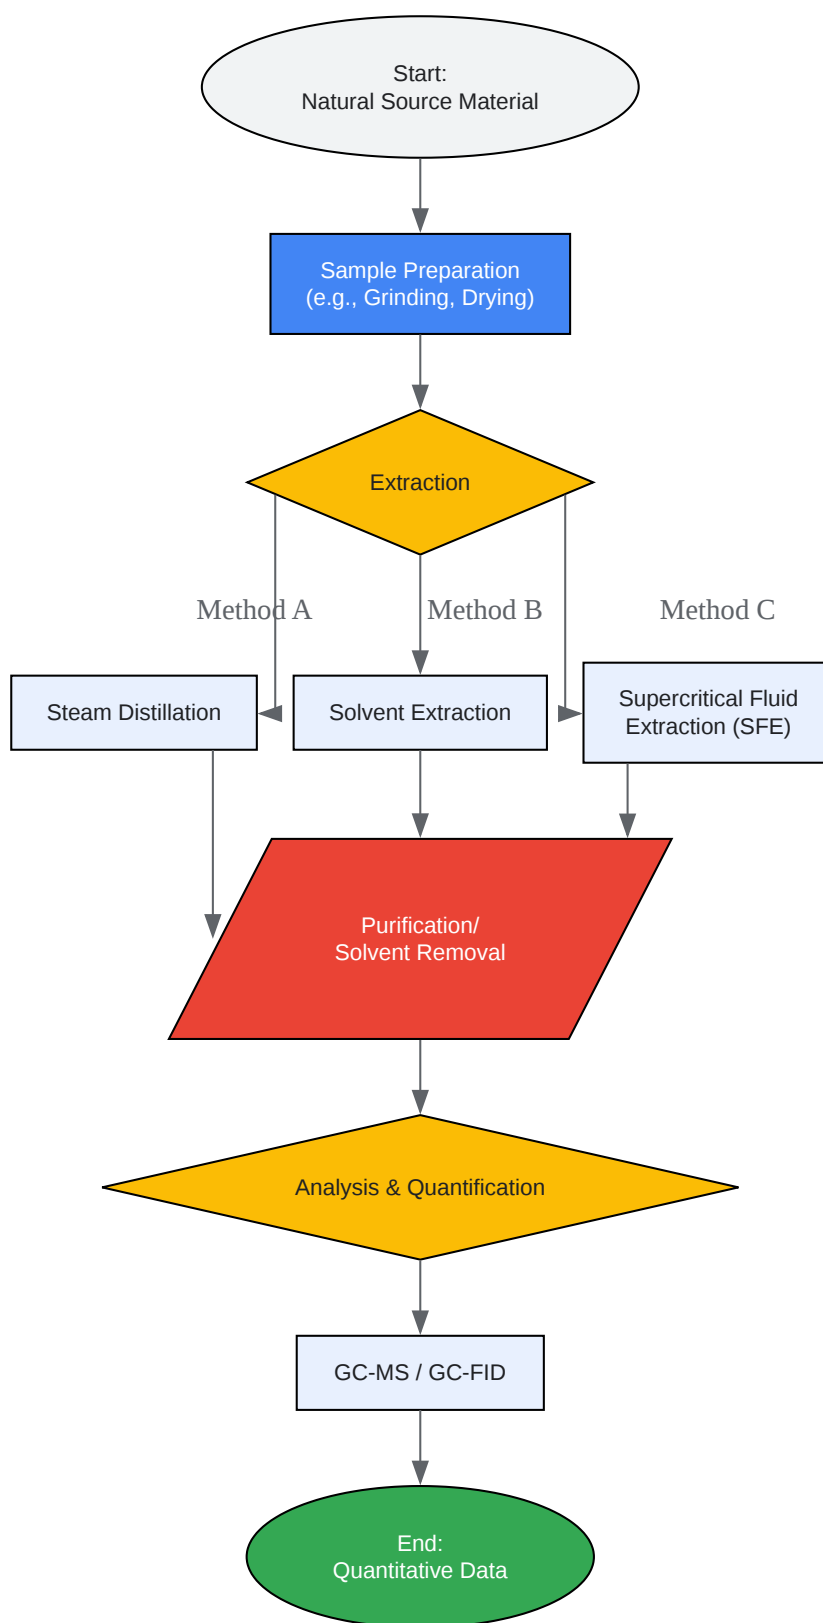 Start:
Natural Source Material
Sample Preparation
(e.g., Grinding, Drying)
Extraction
Method A
Method B
Method C
Steam Distillation
Solvent Extraction
Supercritical Fluid
Extraction (SFE)
Purification/
Solvent Removal
Analysis & Quantification
GC-MS / GC-FID
End:
Quantitative Data